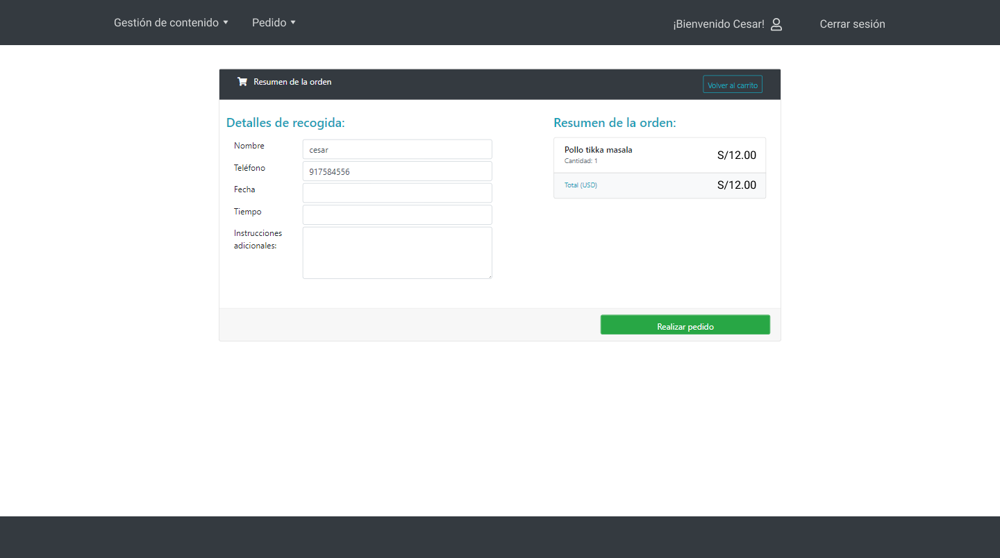 Gestión de contenido
Pedido
¡Bienvenido Cesar!
Cerrar sesión
Resumen de la orden
Volver al carrito
Detalles de recogida:
Nombre
cesar
Teléfono
917584556
Fecha
Tiempo
Instrucciones
adicionales:
Resumen de la orden:
Pollo tikka masala
S/12.00
Cantidad: 1
Total (USD)
S/12.00
Realizar pedido